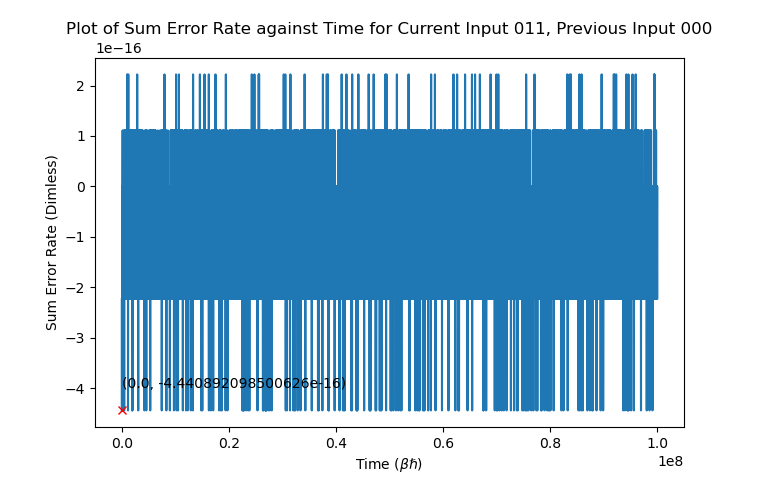 Plot of Sum Error Rate against Time for Current Input 011, Previous Input 000
1e−16
2
1
0
−1
−2
−3
−4
Sum Error Rate (Dimless)
(0.0, -4.440892098500626e-16)
0.0
0.2
0.4
0.6
0.8
1.0
1e8
Time (βℏ)